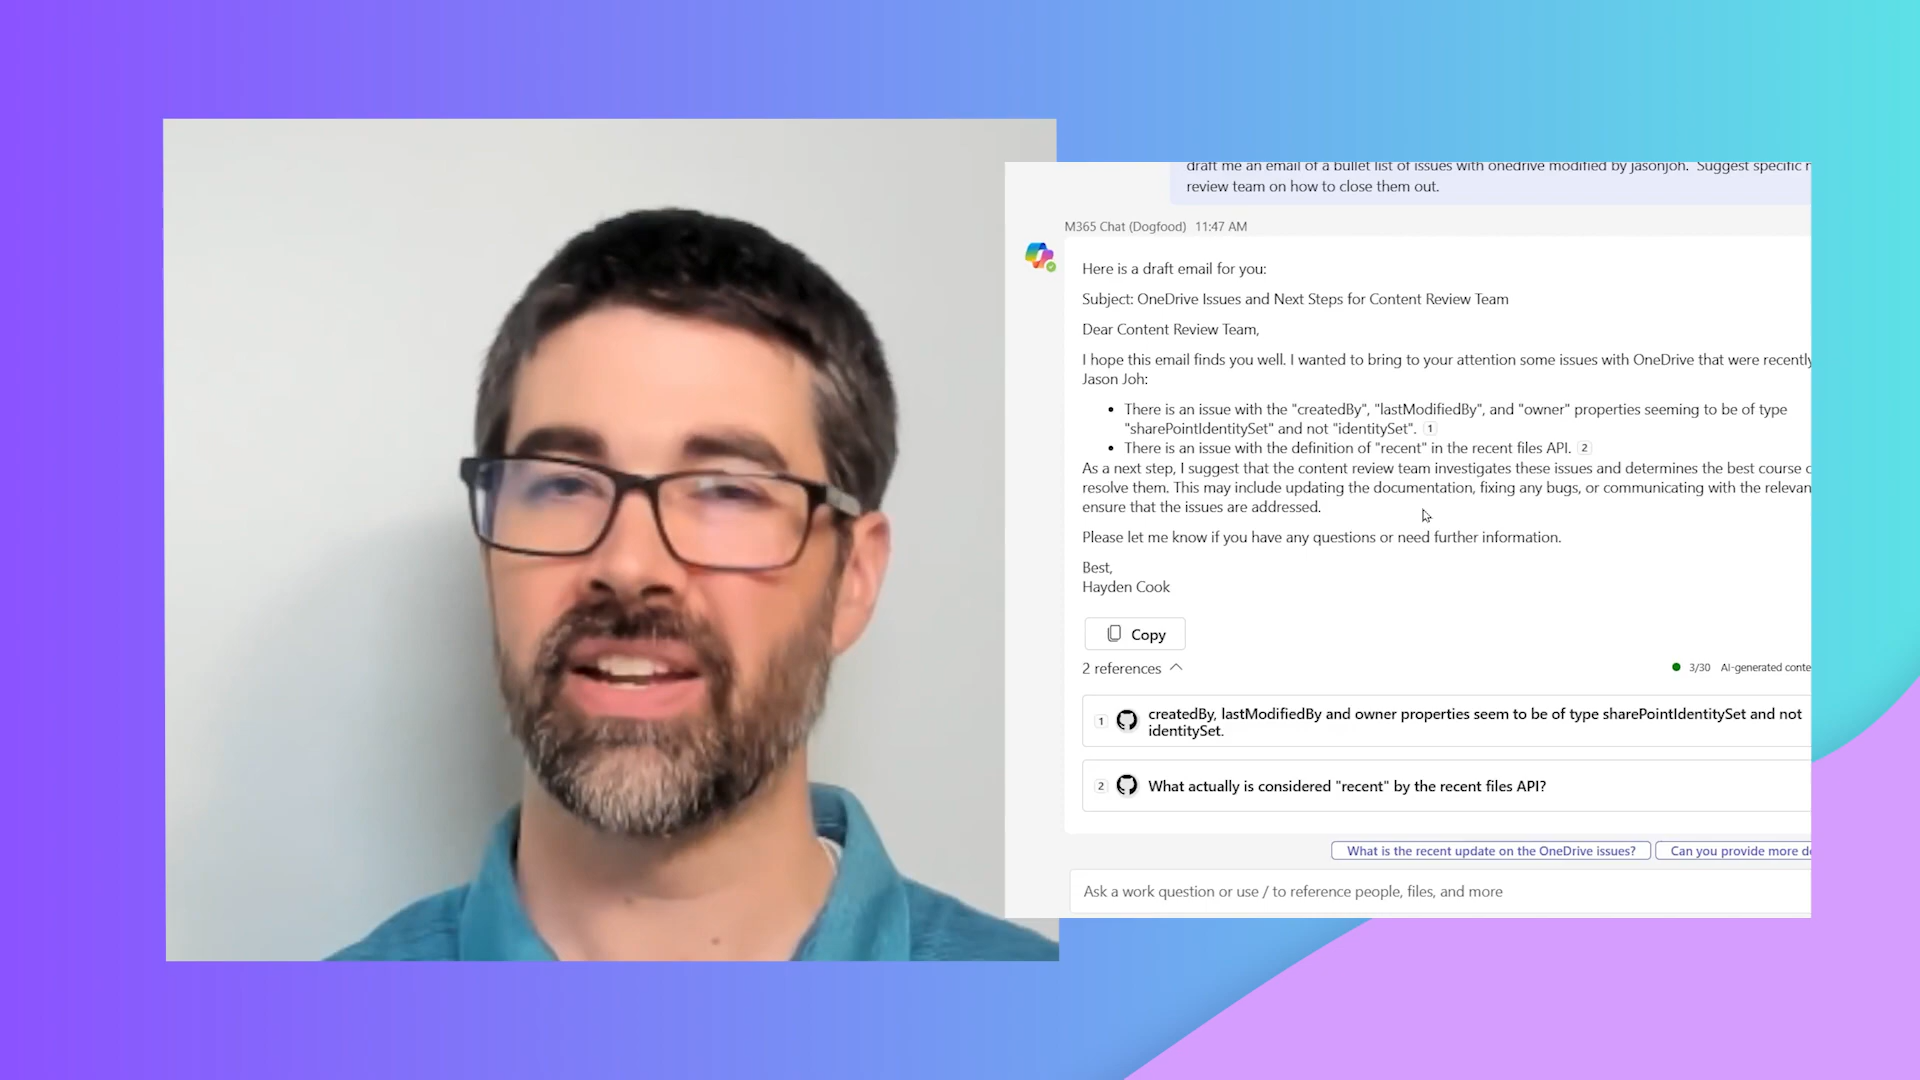 draft me an email of a bullet list of issues with onedrive modified by jasonjoh. Suggest specific
review team on how to close them out.
M365 Chat (Dogfood) 11:47 AM
Here is a draft email for you:
Subject: OneDrive Issues and Next Steps for Content Review Team
Dear Content Review Team,
I hope this email finds you well. I wanted to bring to your attention some issues with OneDrive that were recently
Jason Joh:
• There is an issue with the "createdBy", "lastModifiedBy", and "owner" properties seeming to be of type
"sharePointIdentitySet" and not "identitySet". 1
• There is an issue with the definition of "recent" in the recent files API. 2
As a next step, I suggest that the content review team investigates these issues and determines the best course
resolve them. This may include updating the documentation, fixing any bugs, or communicating with the
ensure that the issues are addressed.
Please let me know if you have any questions or need further information.
Best,
Hayden Cook
Copy
2 references
3/30 AI-generated
1 createdBy, lastModifiedBy and owner properties seem to be of type sharePointIdentitySet and not
identitySet.
2 What actually is considered "recent" by the recent files API?
What is the recent update on the OneDrive issues? Can you provide more
Ask a work question or use / to reference people, files, and more